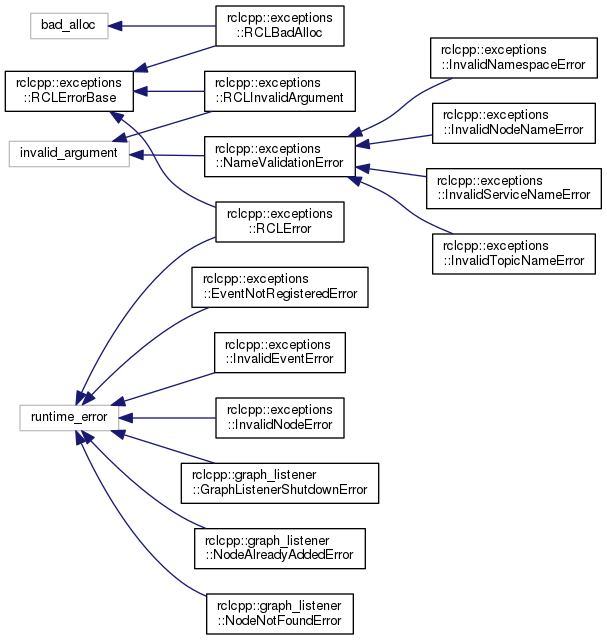 bad_alloc
rclcpp::exceptions
::RCLBadAlloc
rclcpp::exceptions
::RCLErrorBase
rclcpp::exceptions
::RCLInvalidArgument
invalid_argument
rclcpp::exceptions
::NameValidationError
rclcpp::exceptions
::InvalidNamespaceError
rclcpp::exceptions
::InvalidNodeNameError
rclcpp::exceptions
::InvalidServiceNameError
rclcpp::exceptions
::InvalidTopicNameError
rclcpp::exceptions
::RCLError
rclcpp::exceptions
::EventNotRegisteredError
rclcpp::exceptions
::InvalidEventError
runtime_error
rclcpp::exceptions
::InvalidNodeError
rclcpp::graph_listener
::GraphListenerShutdownError
rclcpp::graph_listener
::NodeAlreadyAddedError
rclcpp::graph_listener
::NodeNotFoundError